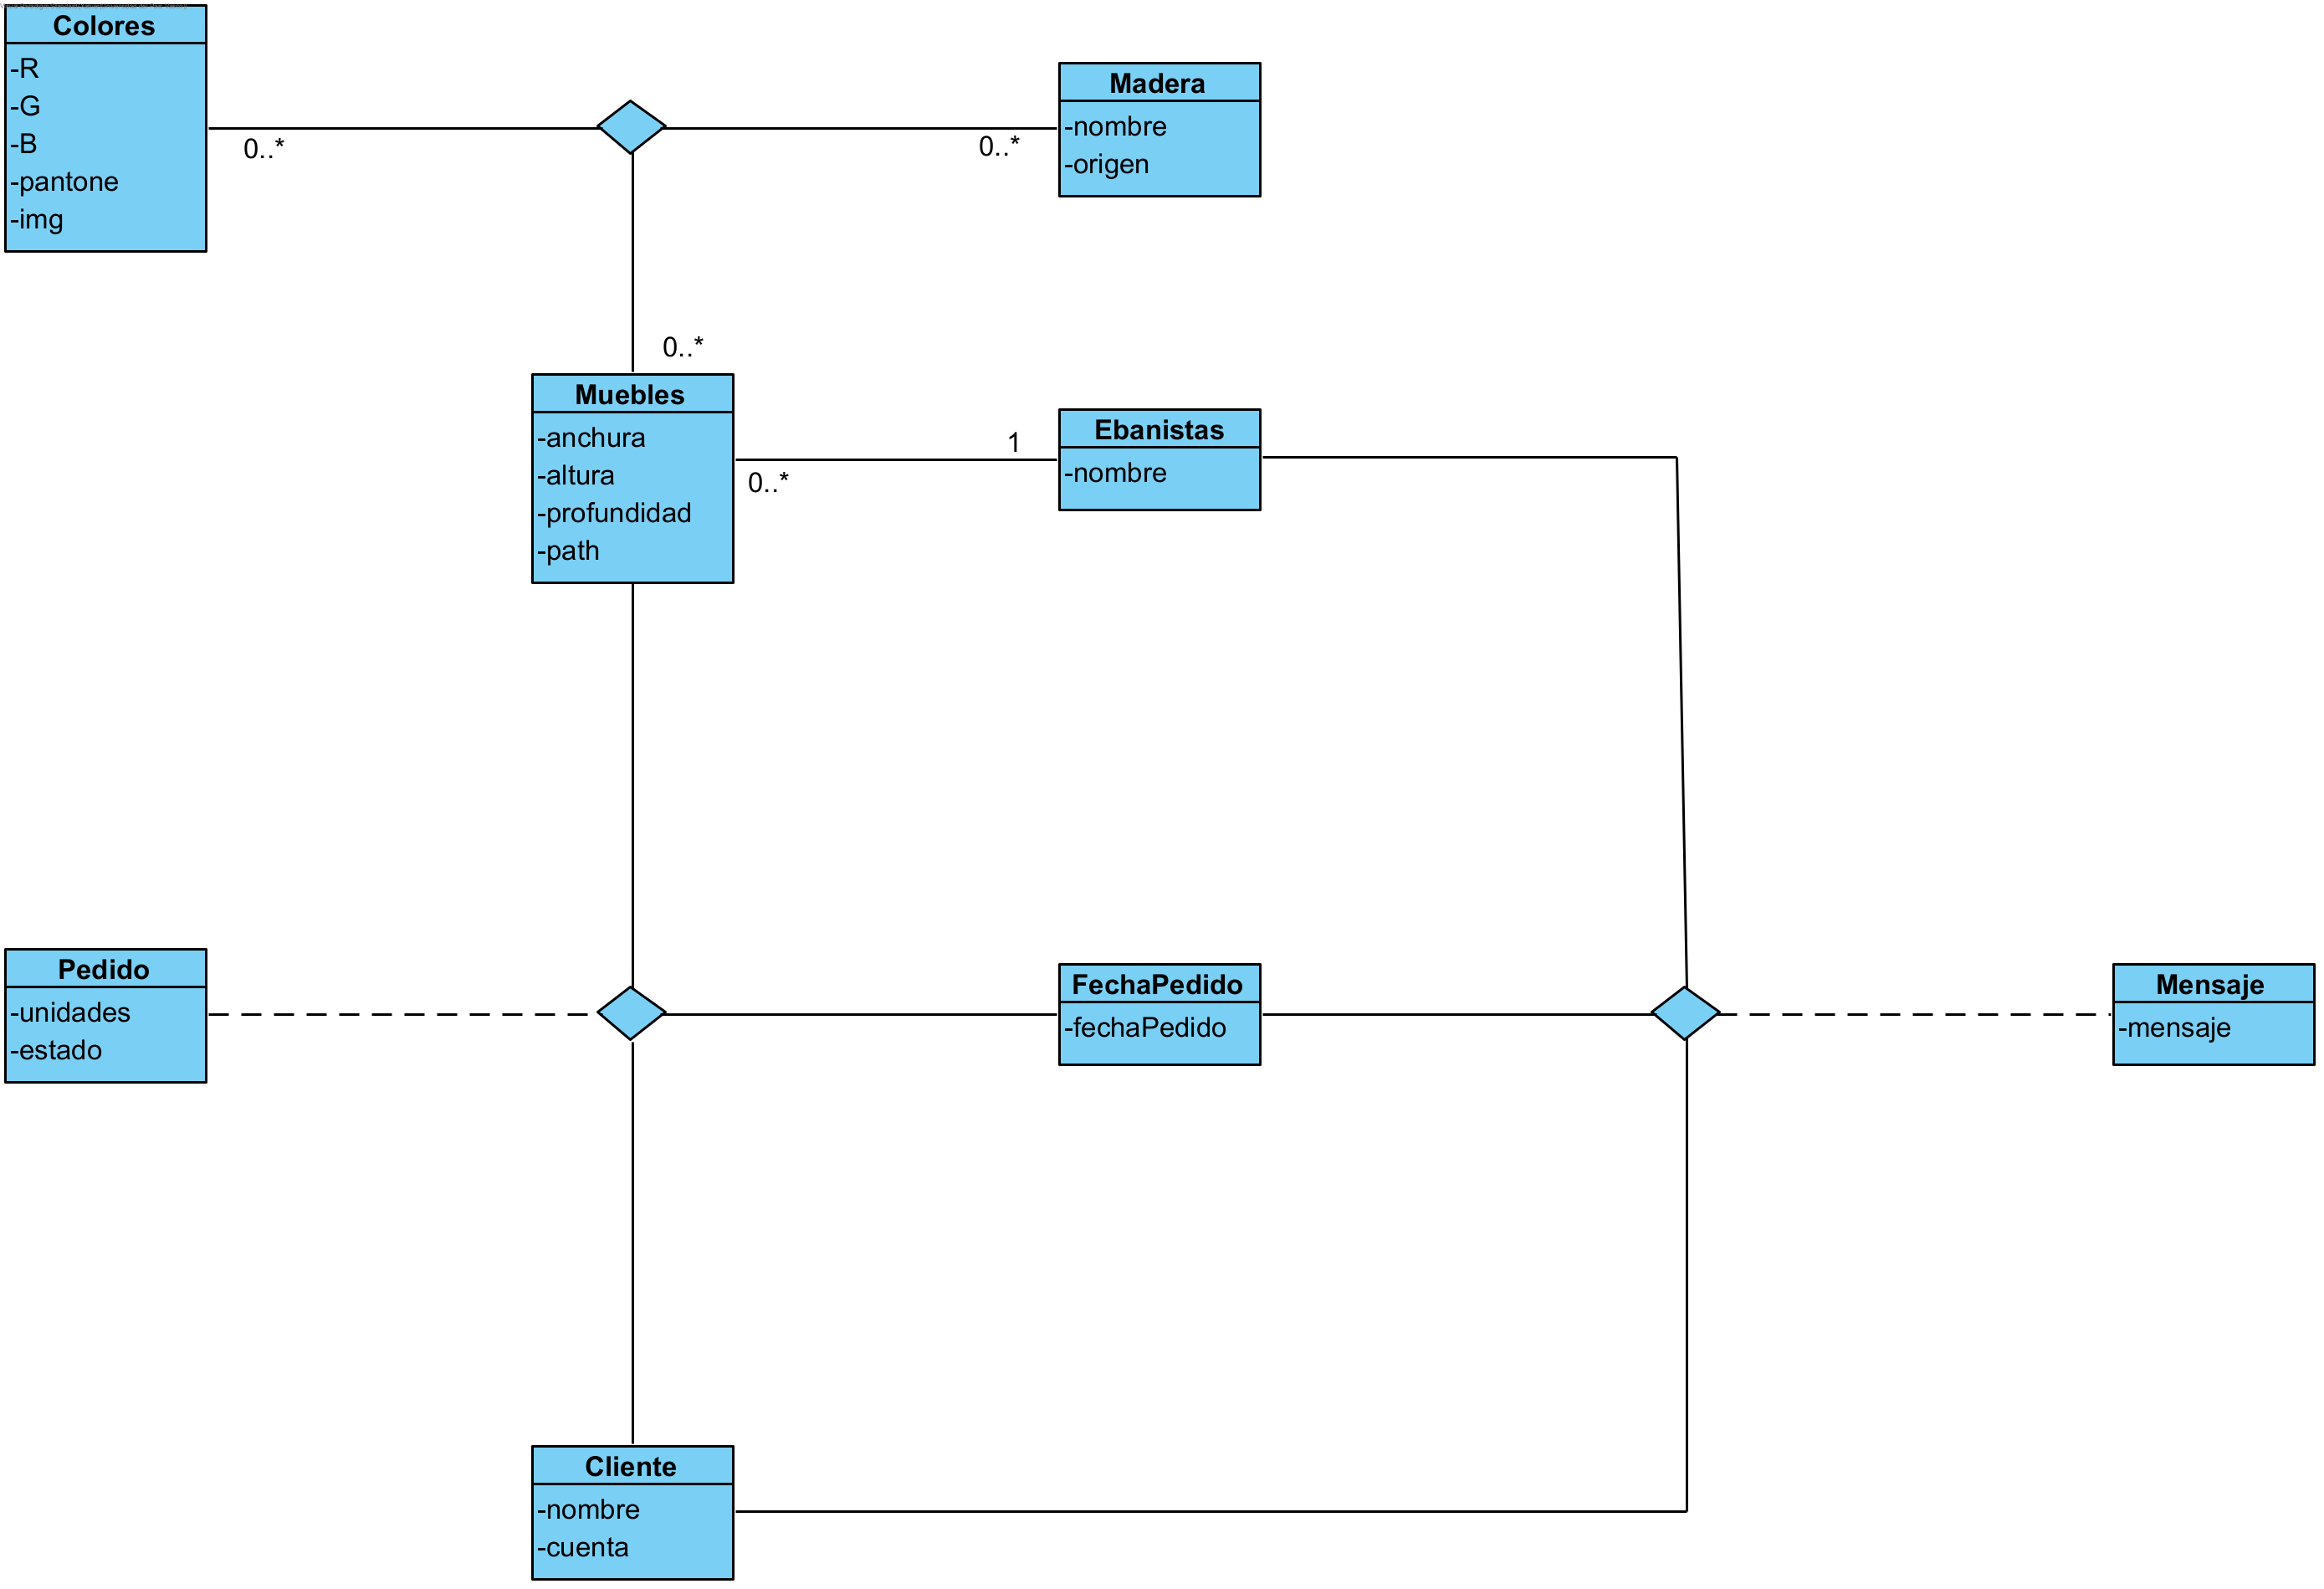 Colores
-R
-G
-B
-pantone
-img
0..*
0..*
Madera
-nombre
-origen
0..*
Muebles
-anchura
-altura
-profundidad
-path
0..*
1
Ebanistas
-nombre
Pedido
-unidades
-estado
FechaPedido
-fechaPedido
Mensaje
-mensaje
Cliente
-nombre
-cuenta